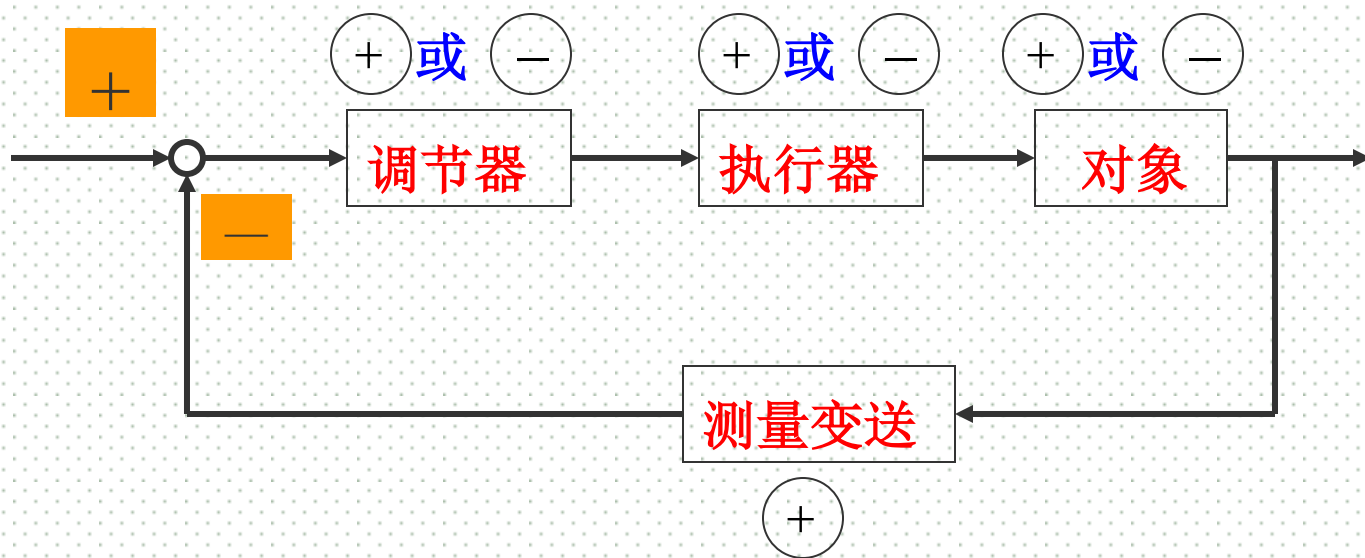 + 或 − + 或 − + 或 −
+
调节器 执行器 对象
—
测量变送
+